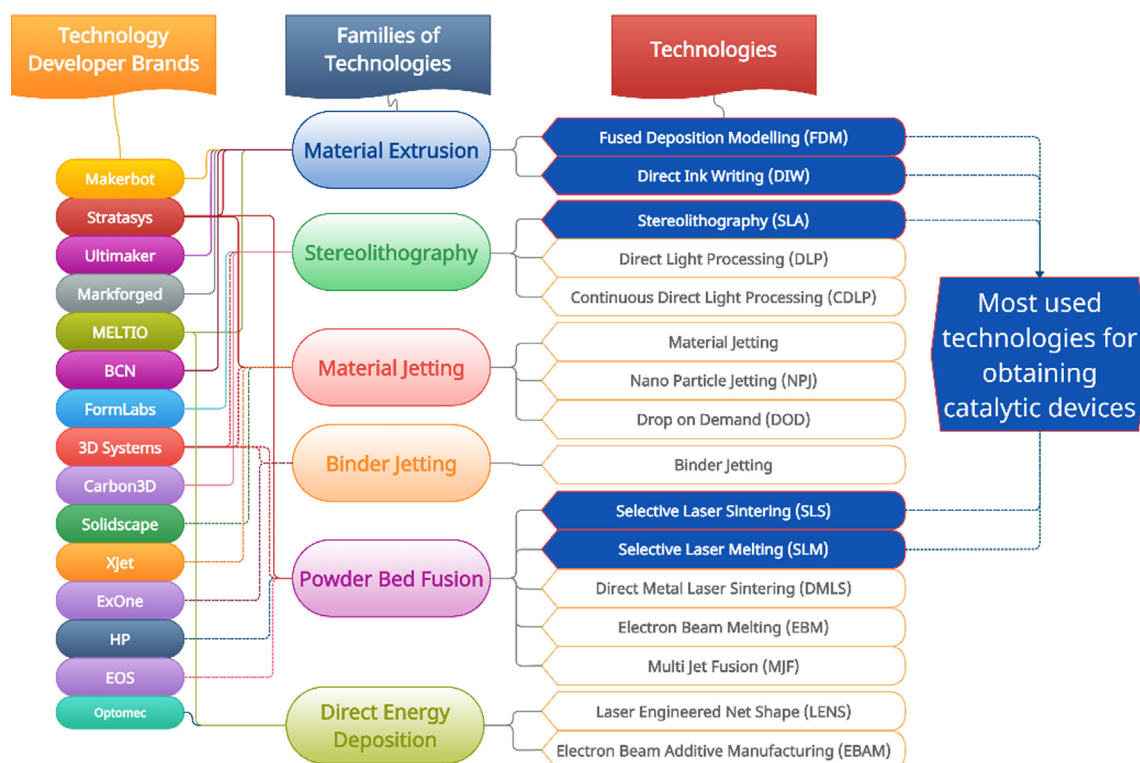 Technology
Developer Brands
Families of
Technologies
Technologies
Makerbot
Stratasys
Ultimaker
Markforged
MELTIO
BCN
FormLabs
3D Systems
Carbon3D
Solidscape
XJet
ExOne
HP
EOS
Optomec
Material Extrusion
Stereolithography
Material Jetting
Binder Jetting
Powder Bed Fusion
Direct Energy
Deposition
Fused Deposition Modelling (FDM)
Direct Ink Writing (DIW)
Stereolithography (SLA)
Direct Light Processing (DLP)
Continuous Direct Light Processing (CDLP)
Material Jetting
Nano Particle Jetting (NPJ)
Drop on Demand (DOD)
Binder Jetting
Selective Laser Sintering (SLS)
Selective Laser Melting (SLM)
Direct Metal Laser Sintering (DMLS)
Electron Beam Melting (EBM)
Multi Jet Fusion (MJF)
Laser Engineered Net Shape (LENS)
Electron Beam Additive Manufacturing (EBAM)
Most used
technologies for
obtaining
catalytic devices